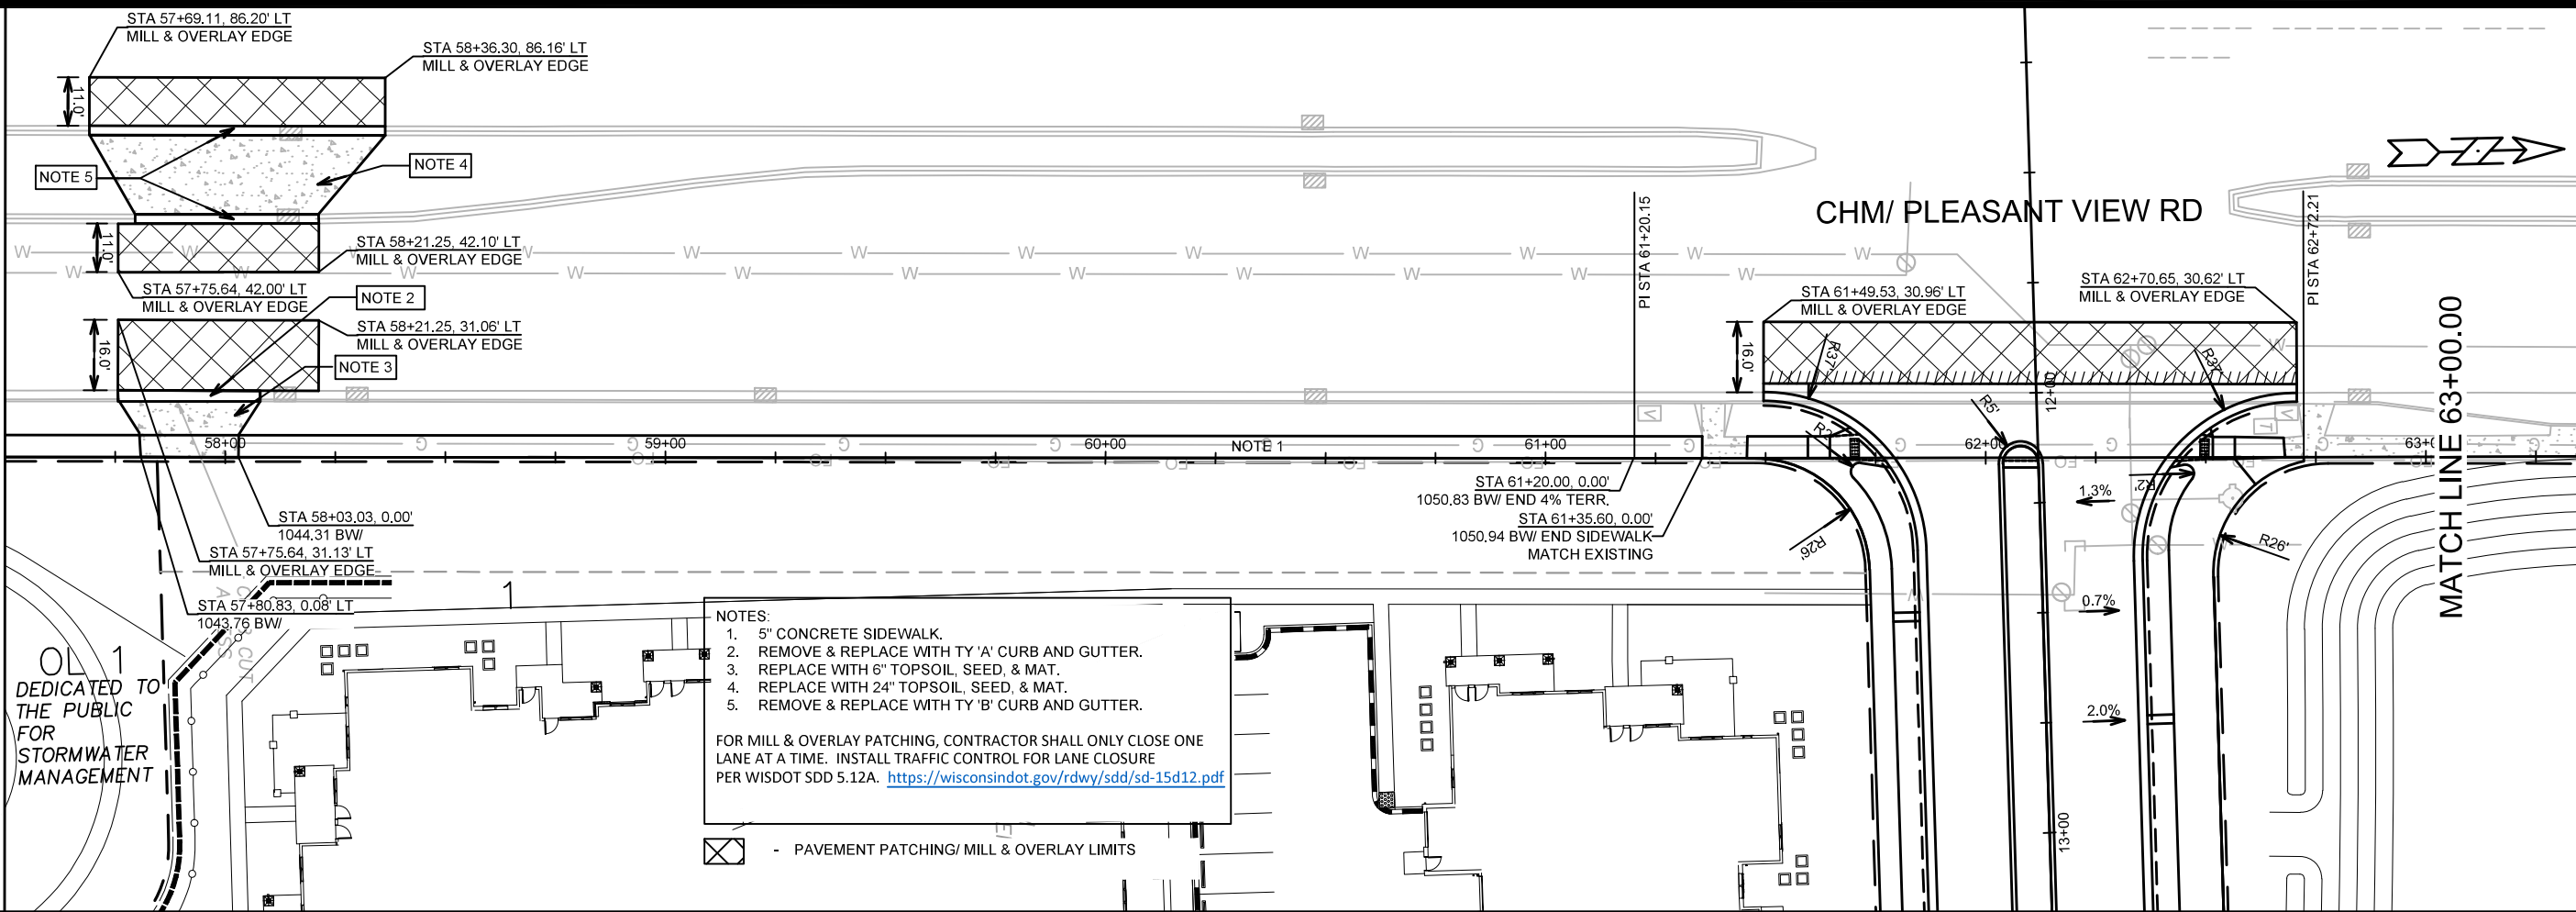 STA 57+69.11, 86.20' LT
MILL & OVERLAY EDGE
STA 58+36.30, 86.16' LT
MILL & OVERLAY EDGE
11.0'
NOTE 4
NOTE 5
11.0'
STA 58+21.25, 42.10' LT
MILL & OVERLAY EDGE
STA 57+75.64, 42.00' LT
MILL & OVERLAY EDGE
NOTE 2
STA 58+21.25, 31.06' LT
MILL & OVERLAY EDGE
16.0'
NOTE 3
CHM/ PLEASANT VIEW RD
PI STA 61+20.15
PI STA 62+72.21
STA 61+49.53, 30.96' LT
MILL & OVERLAY EDGE
STA 62+70.65, 30.62' LT
MILL & OVERLAY EDGE
16.0'
R37'
R37'
12+00
R5'
R2'
R2'
MATCH LINE 63+00.00
58+00
59+00
60+00
NOTE 1
61+00
62+00
STA 61+20.00, 0.00'
1050.83 BW/ END 4% TERR.
STA 61+35.60, 0.00'
1050.94 BW/ END SIDEWALK
MATCH EXISTING
R26'
R26'
1.3%
0.7%
2.0%
13+00
STA 58+03.03, 0.00'
1044.31 BW/
STA 57+75.64, 31.13' LT
MILL & OVERLAY EDGE
STA 57+80.83, 0.08' LT
1043.76 BW/
1
OL 1
DEDICATED TO
THE PUBLIC
FOR
STORMWATER
MANAGEMENT
NOTES:
1. 5" CONCRETE SIDEWALK.
2. REMOVE & REPLACE WITH TY 'A' CURB AND GUTTER.
3. REPLACE WITH 6" TOPSOIL, SEED, & MAT.
4. REPLACE WITH 24" TOPSOIL, SEED, & MAT.
5. REMOVE & REPLACE WITH TY 'B' CURB AND GUTTER.
FOR MILL & OVERLAY PATCHING, CONTRACTOR SHALL ONLY CLOSE ONE
LANE AT A TIME. INSTALL TRAFFIC CONTROL FOR LANE CLOSURE
PER WISDOT SDD 5.12A. https://wisconsindot.gov/rdwy/sdd/sd-15d12.pdf
- PAVEMENT PATCHING/ MILL & OVERLAY LIMITS